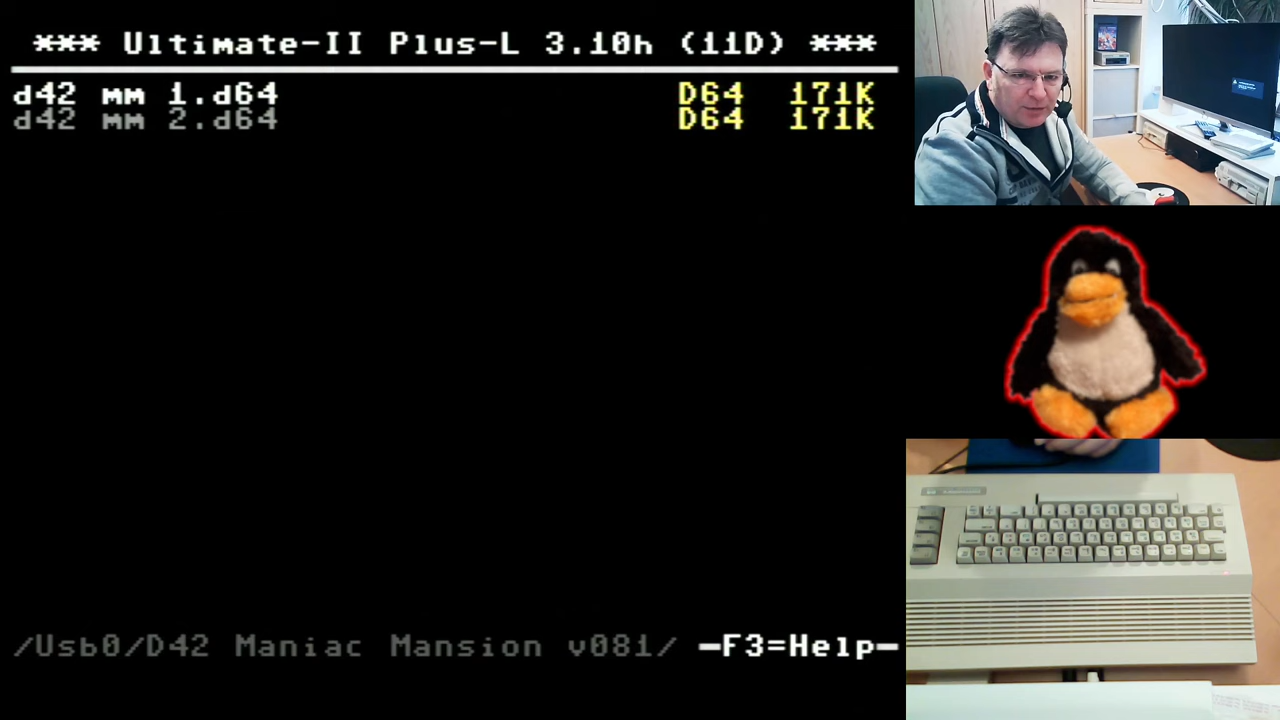 *** Ultimate-II Plus-L 3.10h (11D) ***
d42 mm 1.d64 D64 171K
d42 mm 2.d64 D64 171K
/Usb0/D42 Maniac Mansion v081/ -F3=Help-